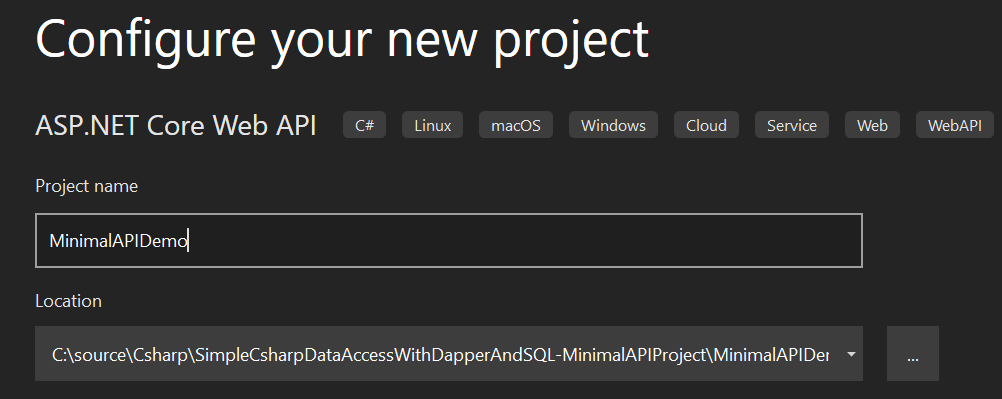 Configure your new project
ASP.NET Core Web API C# Linux macOS Windows Cloud Service Web WebAPI
Project name
MinimalAPIDemo
Location
C:\source\Csharp\SimpleCsharpDataAccessWithDapperAndSQL-MinimalAPIProject\MinimalAPIDer ...